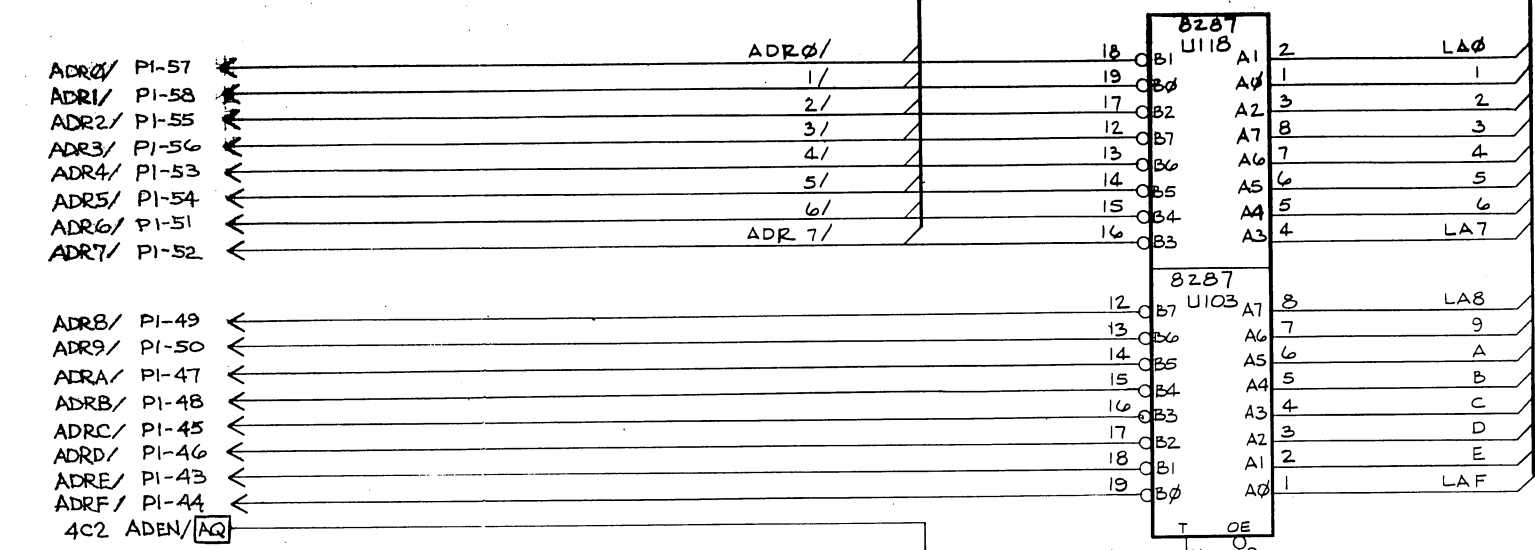 8287
U118
ADRØ/ P1-57 ADRØ/ 18 B1 A1 2 LAØ
ADR1/ P1-58 1/ 19 BØ AØ 1 1
ADR2/ P1-55 2/ 17 B2 A2 3 2
ADR3/ P1-56 3/ 12 B7 A7 8 3
ADR4/ P1-53 4/ 13 B6 A6 7 4
ADR5/ P1-54 5/ 14 B5 A5 6 5
ADR6/ P1-51 6/ 15 B4 A4 5 6
ADR7/ P1-52 ADR 7/ 16 B3 A3 4 LA7
8287
U103
ADR8/ P1-49 12 B7 A7 8 LA8
ADR9/ P1-50 13 B6 A6 7 9
ADRA/ P1-47 14 B5 A5 6 A
ADRB/ P1-48 15 B4 A4 5 B
ADRC/ P1-45 16 B3 A3 4 C
ADRD/ P1-46 17 B2 A2 3 D
ADRE/ P1-43 18 B1 A1 2 E
ADRF/ P1-44 19 BØ AØ 1 LAF
4C2 ADEN/ AQ T OE